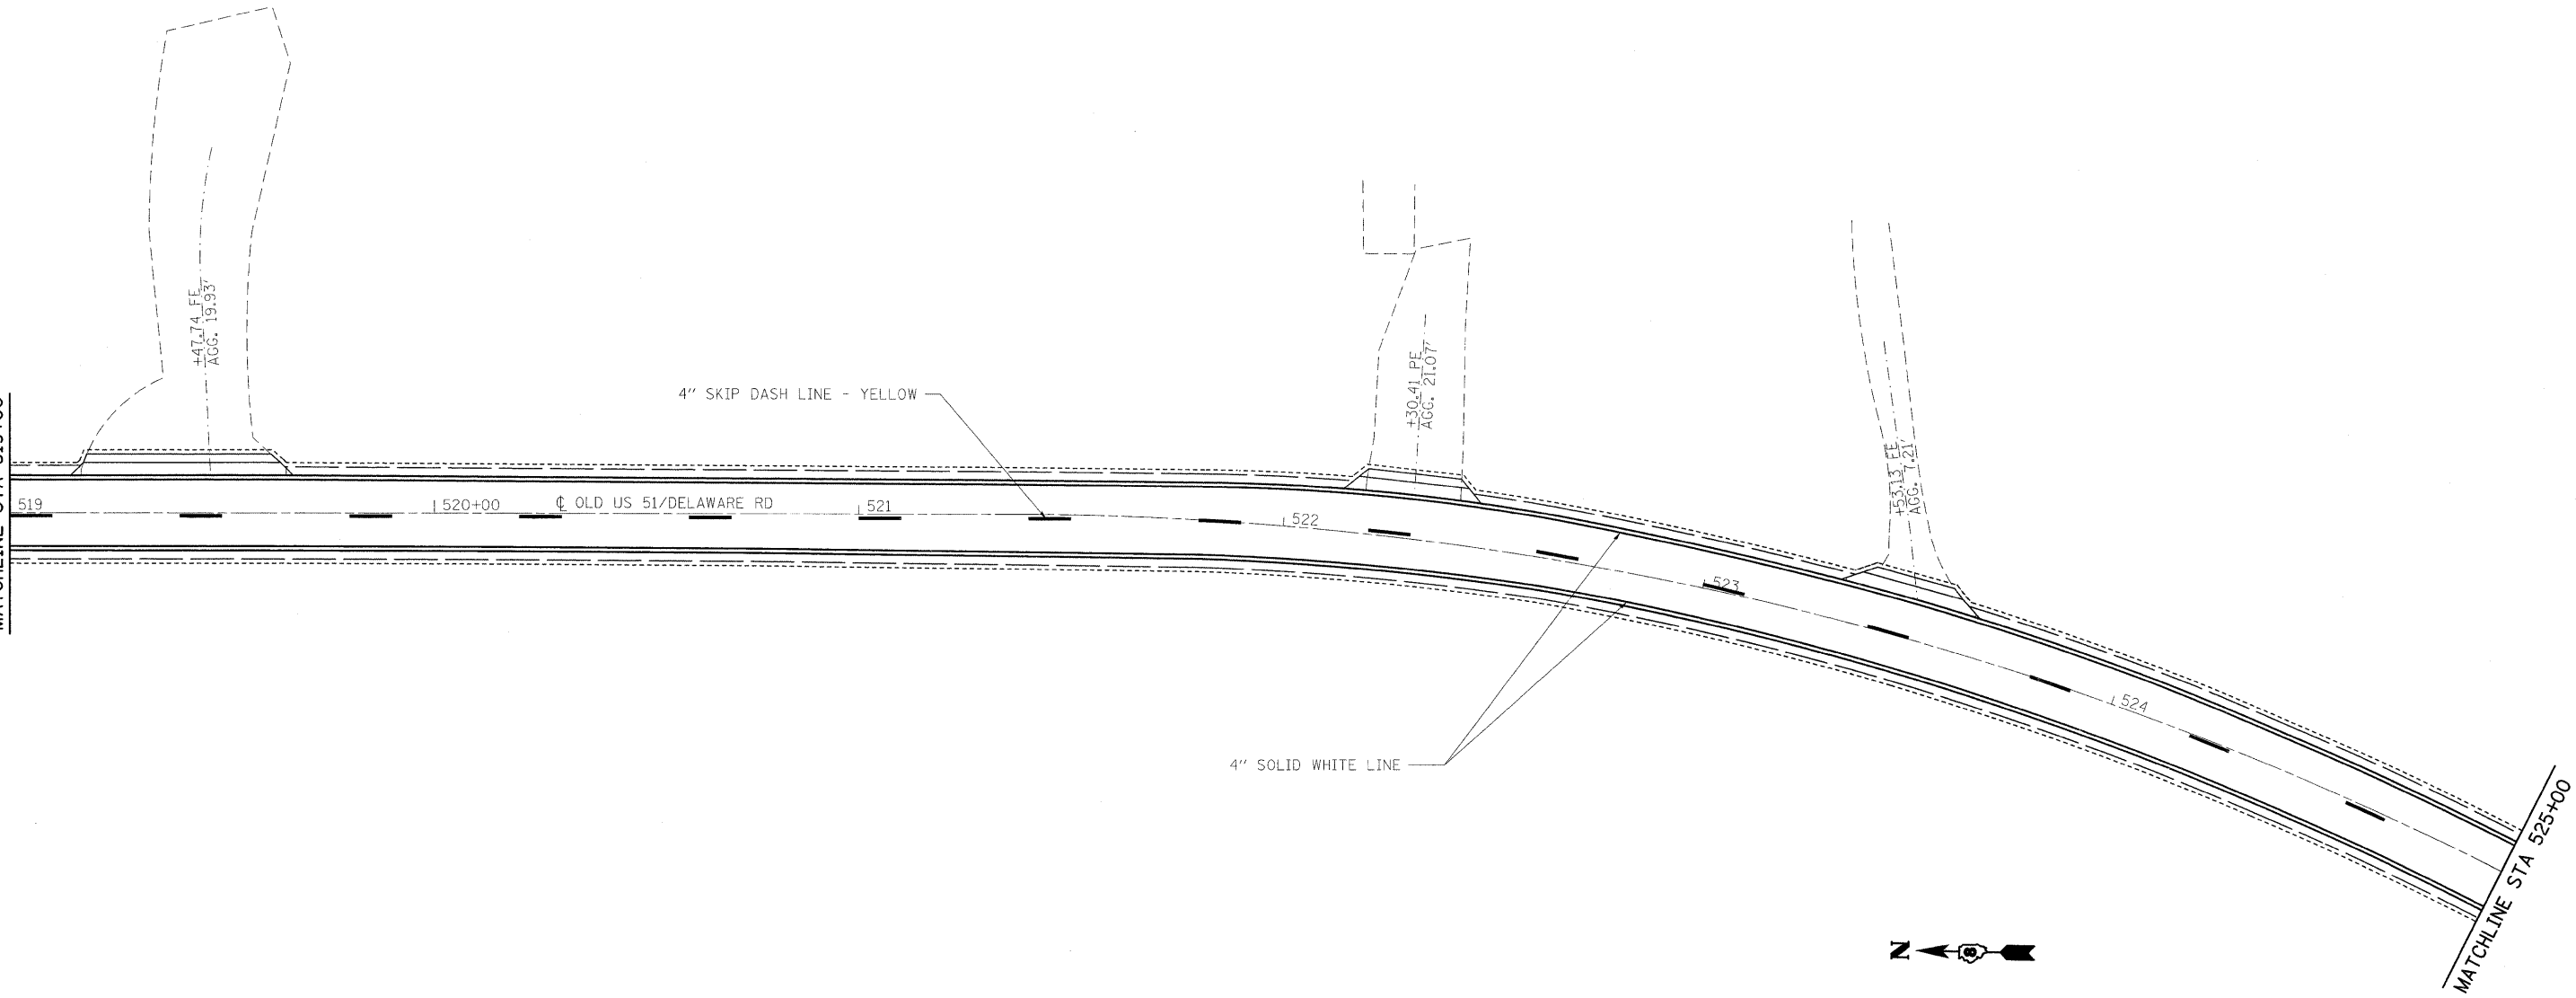 +47.74 FE
AGG. 19.93'
4" SKIP DASH LINE - YELLOW
+30.41 PE
AGG. 21.07'
+53.13 FE
AGG. 7.21'
519
520+00
℄ OLD US 51/DELAWARE RD
521
522
523
524
4" SOLID WHITE LINE
MATCHLINE STA 525+00
N
8